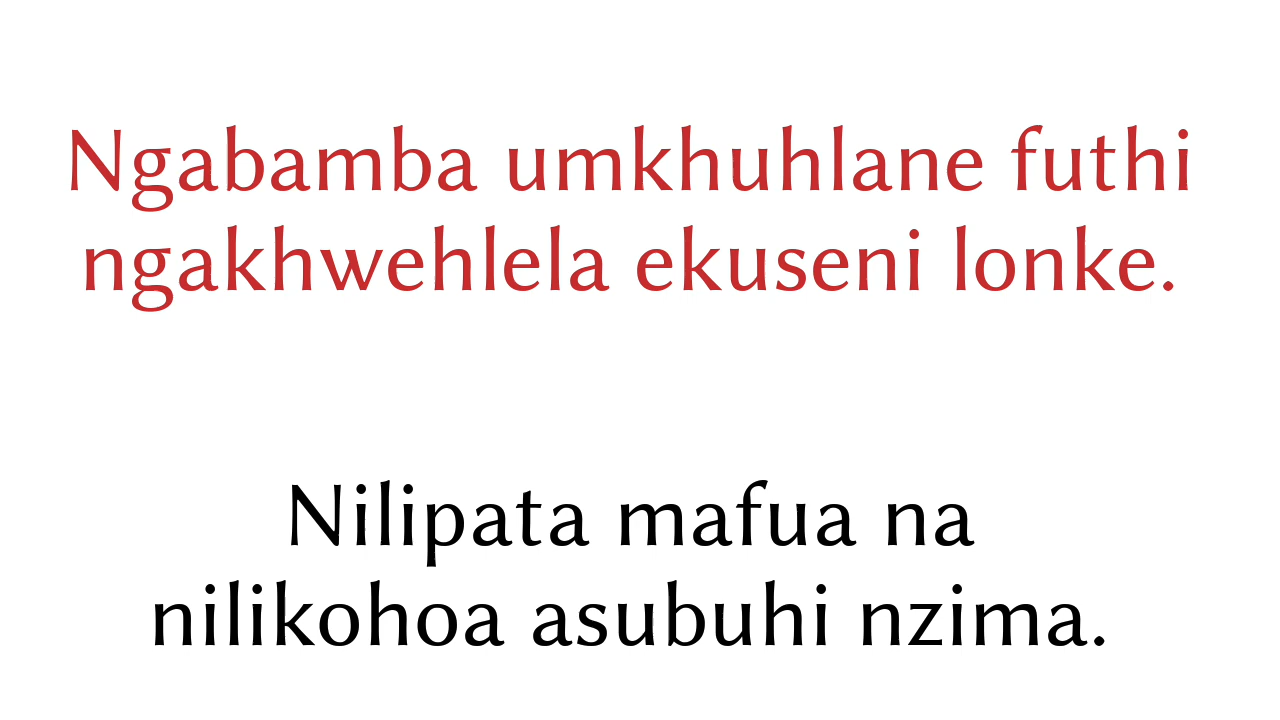 Ngabamba umkhuhlane futhi
ngakhwehlela ekuseni lonke.
Nilipata mafua na
nilikohoa asubuhi nzima.